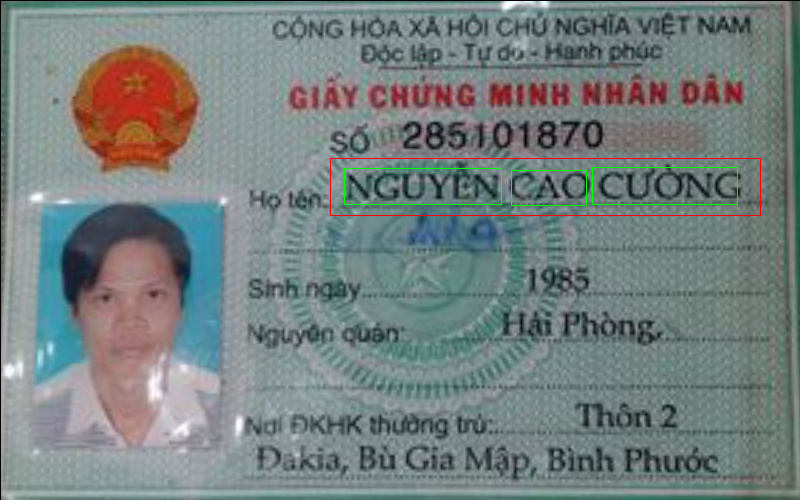 CỘNG HÒA XÃ HỘI CHỦ NGHĨA VIỆT NAM
Độc lập - Tự do - Hạnh phúc
GIẤY CHỨNG MINH NHÂN DÂN
SỐ 285101870
Họ tên: NGUYỄN CAO CƯỜNG
Sinh ngày 1985
Nguyên quán: Hải Phòng,
Nơi ĐKHK thường trú: Thôn 2
Đakia, Bù Gia Mập, Bình Phước